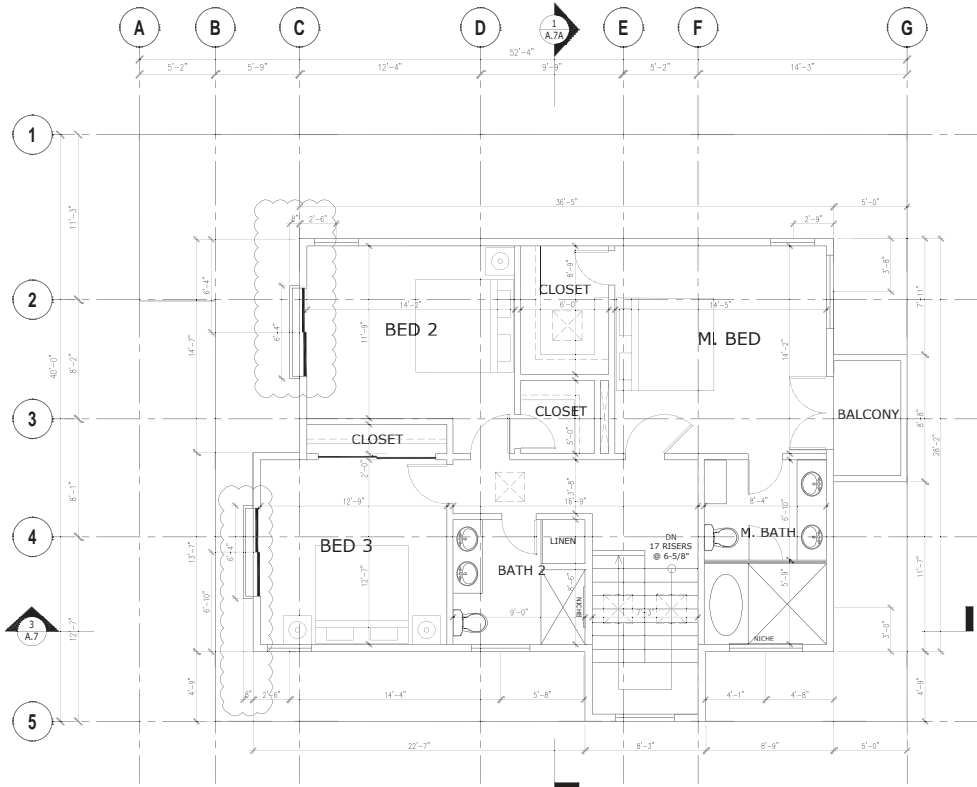 A B C D E F G
1
A.7A
52'-4"
5'-2" 5'-9" 12'-4" 9'-9" 5'-2" 14'-3"
1
11'-3"
36'-5" 5'-0"
8" 2'-6" 2'-9"
3'-8"
8'-9"
6'-4"
CLOSET
2
14'-2" 6'-0" 14'-5"
7'-11"
BED 2
M. BED
6'-4"
11'-9"
14'-2"
14'-7"
40'-0"
8'-2"
3
CLOSET
BALCONY
CLOSET
5'-0"
8'-8"
28'-2"
2'-0"
3'-8"
8'-1"
12'-9" 16'-9" 8'-4"
6'-10"
4
BED 3
LINEN
DN
17 RISERS
@ 6-5/8"
M. BATH
6'-4"
13'-7"
BATH 2
12'-7"
8'-6"
5'-9"
11'-7"
6'-10"
NICHE
9'-0" 7'-3"
3
A.7
12'-7"
NICHE
3'-0"
4'-9"
8" 2'-6" 14'-4" 5'-8" 4'-1" 4'-8"
4'-9"
5
22'-7" 8'-3" 8'-9" 5'-0"